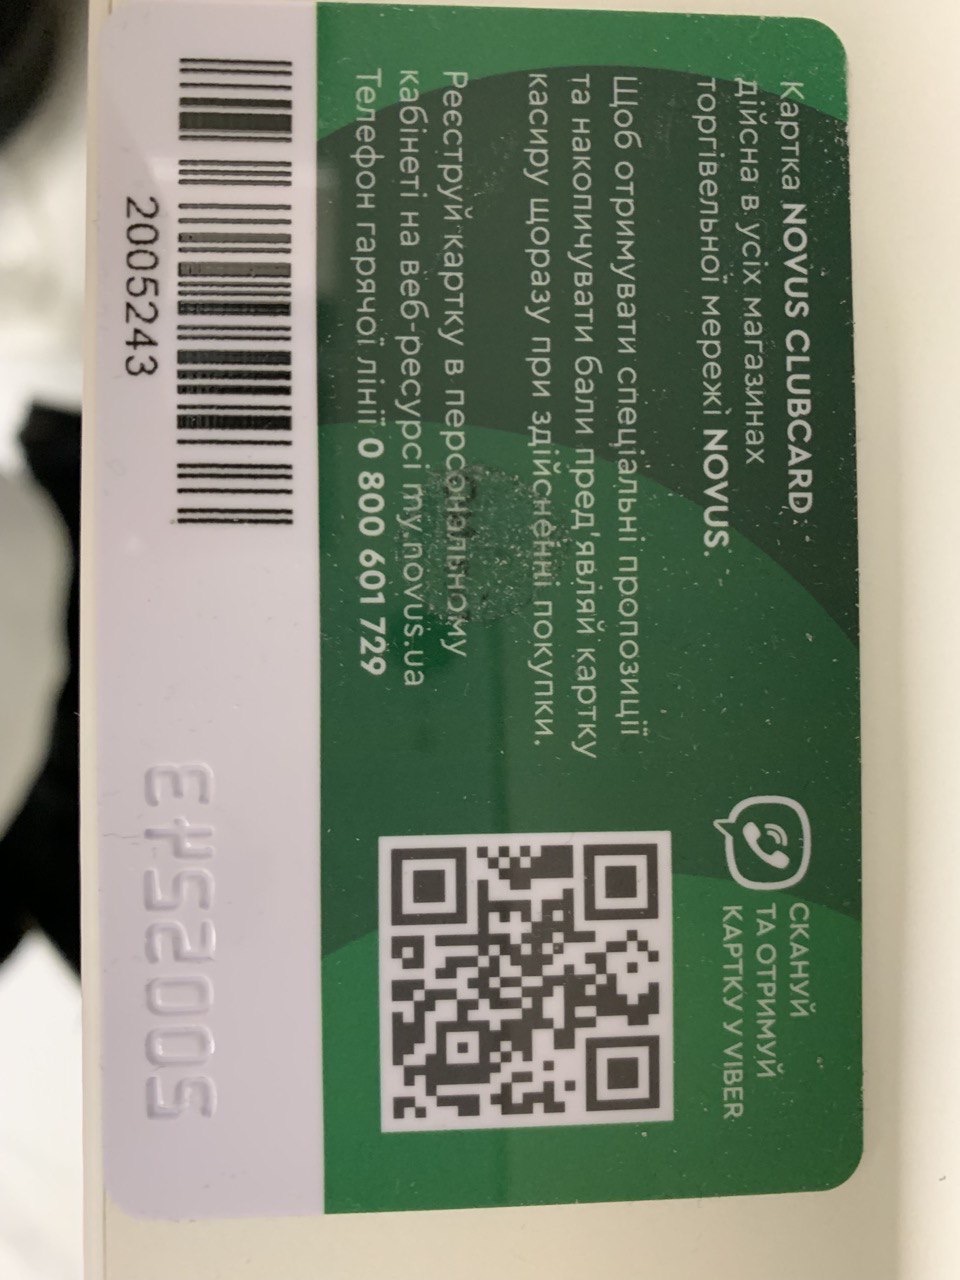 Картка NOVUS CLUBCARD
дійсна в усіх магазинах
торгівельної мережі NOVUS.
Щоб отримувати спеціальні пропозиції
та накопичувати бали пред'являй картку
касиру щоразу при здійсненні покупки.
Реєструй картку в персональному
кабінеті на веб-ресурсі my.novus.ua
Телефон гарячої лінії 0 800 601 729
СКАНУЙ
ТА ОТРИМУЙ
КАРТКУ У VIBER
2005243
2005243